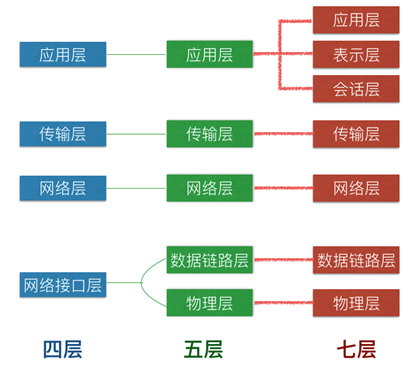 应用层
应用层 应用层 表示层
会话层
传输层 传输层 传输层
网络层 网络层 网络层
数据链路层 数据链路层
网络接口层
物理层 物理层
四层 五层 七层